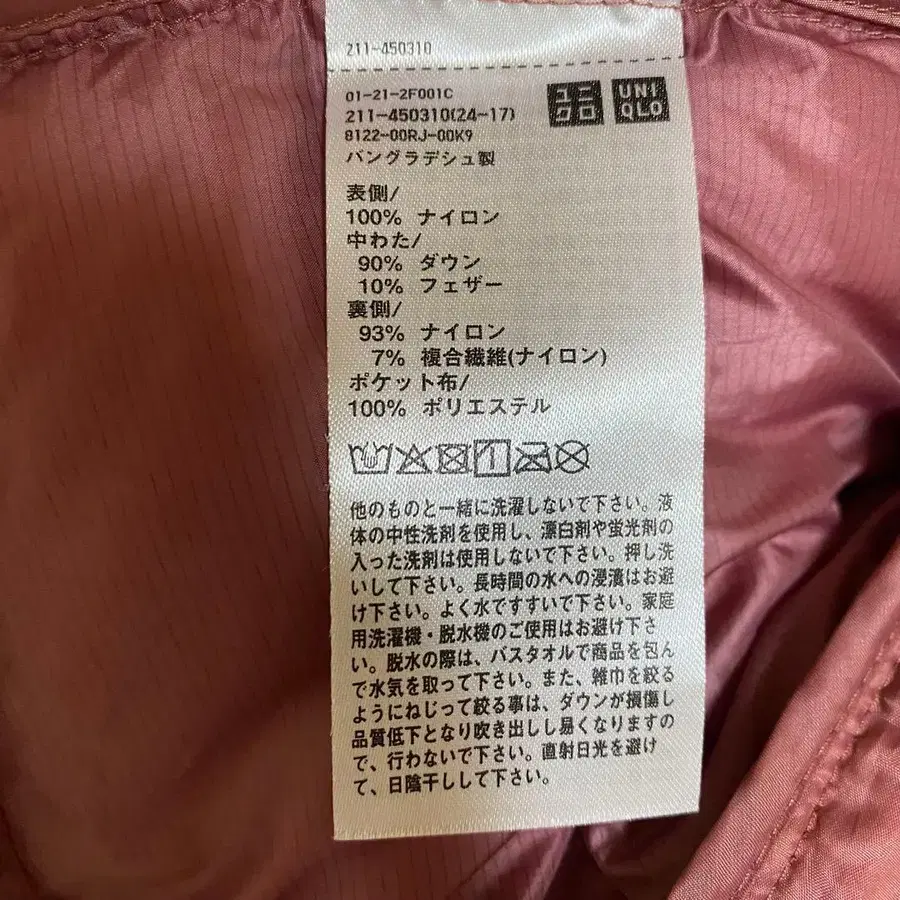 211-450310
01-21-2F001C
211-450310(24-17)
8122-00RJ-00K9
バングラデシュ製
ユニ
クロ
UNI
QLO
表側/
100% ナイロン
中わた/
90% ダウン
10% フェザー
裏側/
93% ナイロン
7% 複合繊維(ナイロン)
ポケット布/
100% ポリエステル
他のものと一緒に洗濯しないで下さい。液
体の中性洗剤を使用し、漂白剤や蛍光剤の
入った洗剤は使用しないで下さい。押し洗
いして下さい。長時間の水への浸漬はお避
け下さい。よく水ですすいで下さい。家庭
用洗濯機・脱水機のご使用はお避け下さ
い。脱水の際は、バスタオルで商品を包ん
で水気を取って下さい。また、雑巾を絞る
ようにねじって絞る事は、ダウンが損傷し
品質低下となり吹き出しし易くなりますの
で、行わないで下さい。直射日光を避け
て、日陰干しして下さい。